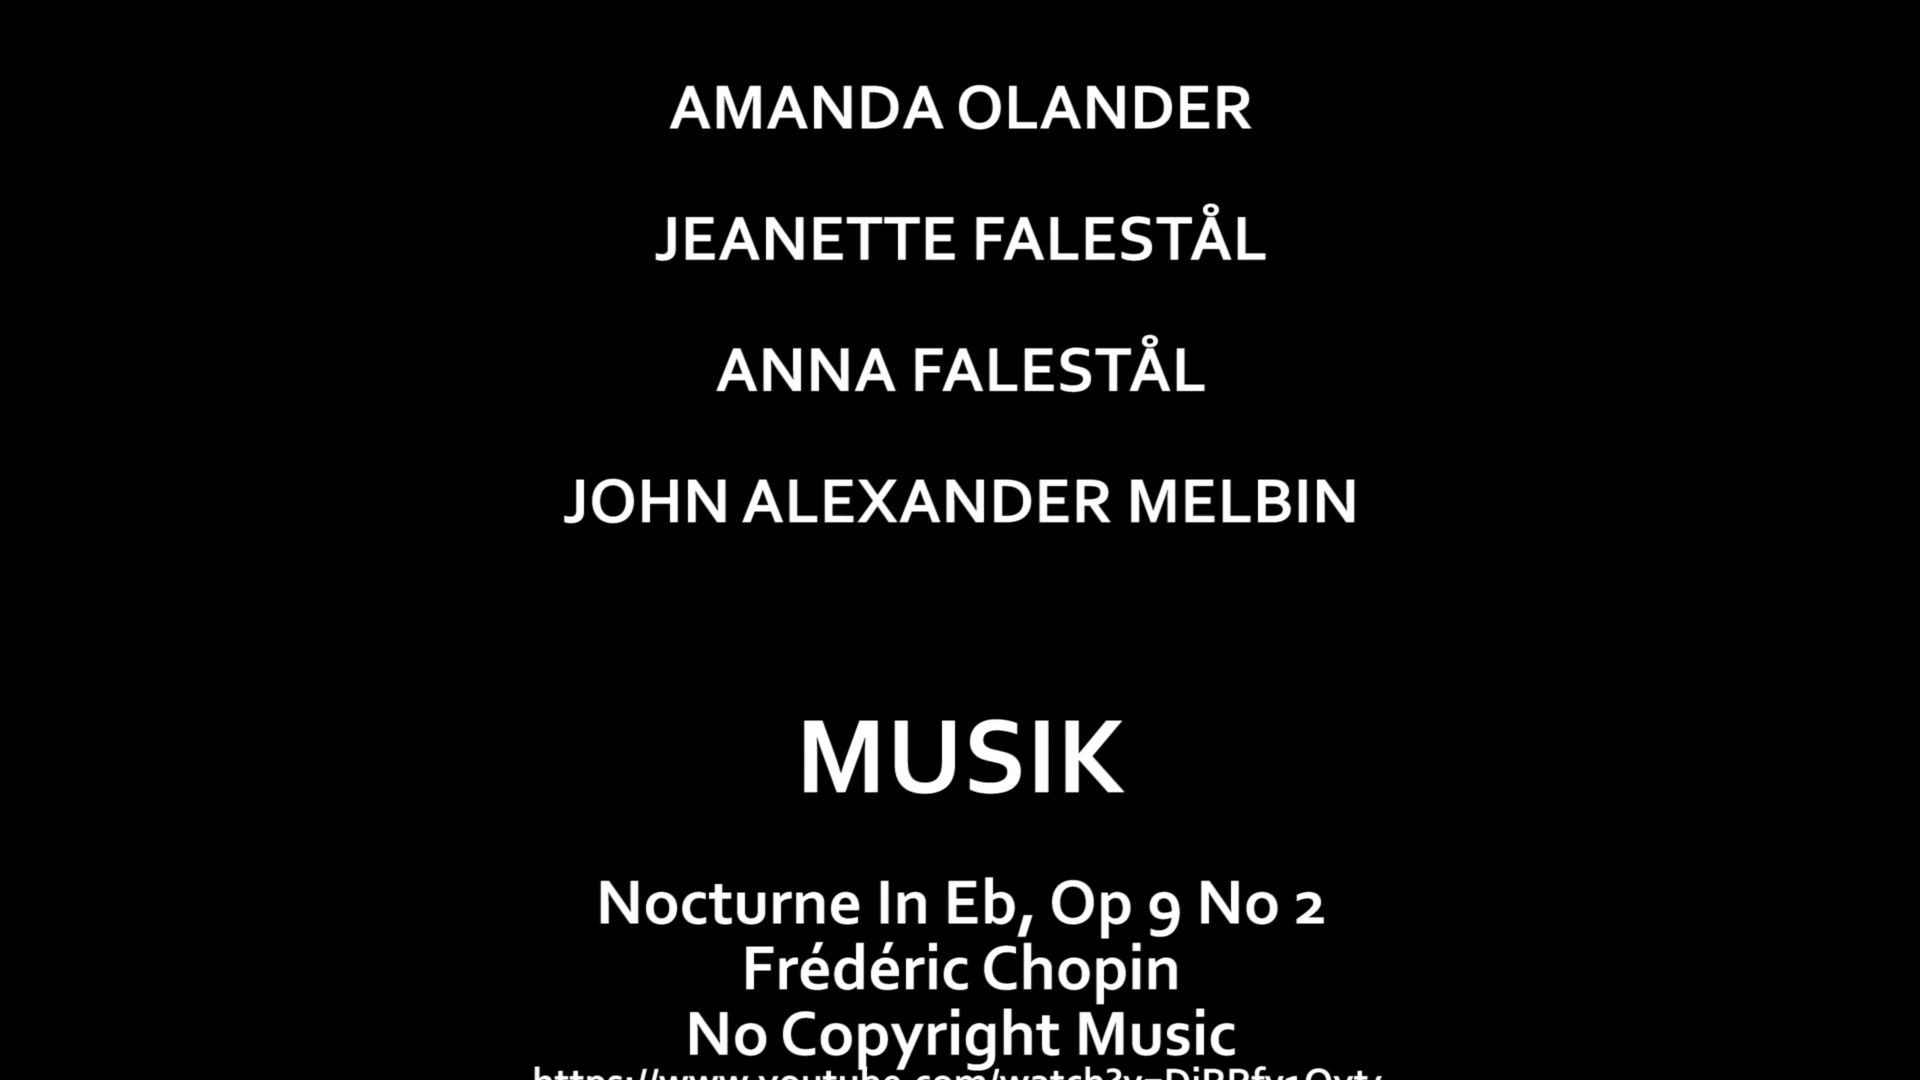 AMANDA OLANDER
JEANETTE FALESTÅL
ANNA FALESTÅL
JOHN ALEXANDER MELBIN
MUSIK
Nocturne In Eb, Op 9 No 2
Frédéric Chopin
No Copyright Music